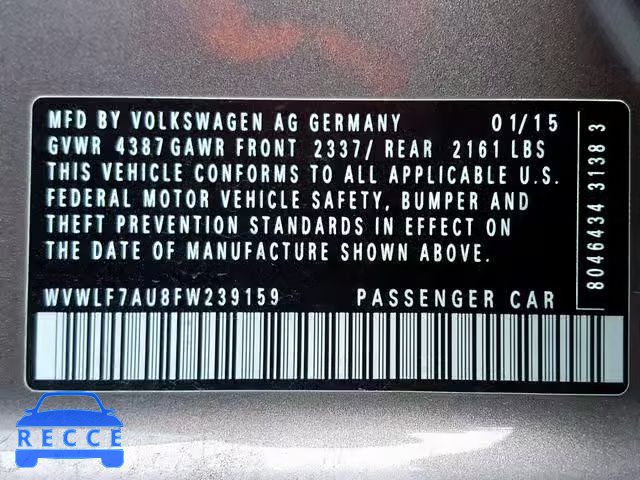 MFD BY VOLKSWAGEN AG GERMANY 01/15
GVWR 4387 GAWR FRONT 2337/ REAR 2161 LBS
THIS VEHICLE CONFORMS TO ALL APPLICABLE U.S.
FEDERAL MOTOR VEHICLE SAFETY, BUMPER AND
THEFT PREVENTION STANDARDS IN EFFECT ON
THE DATE OF MANUFACTURE SHOWN ABOVE.
WVWLF7AU8FW239159 PASSENGER CAR
8046434 3138 3
RECCE